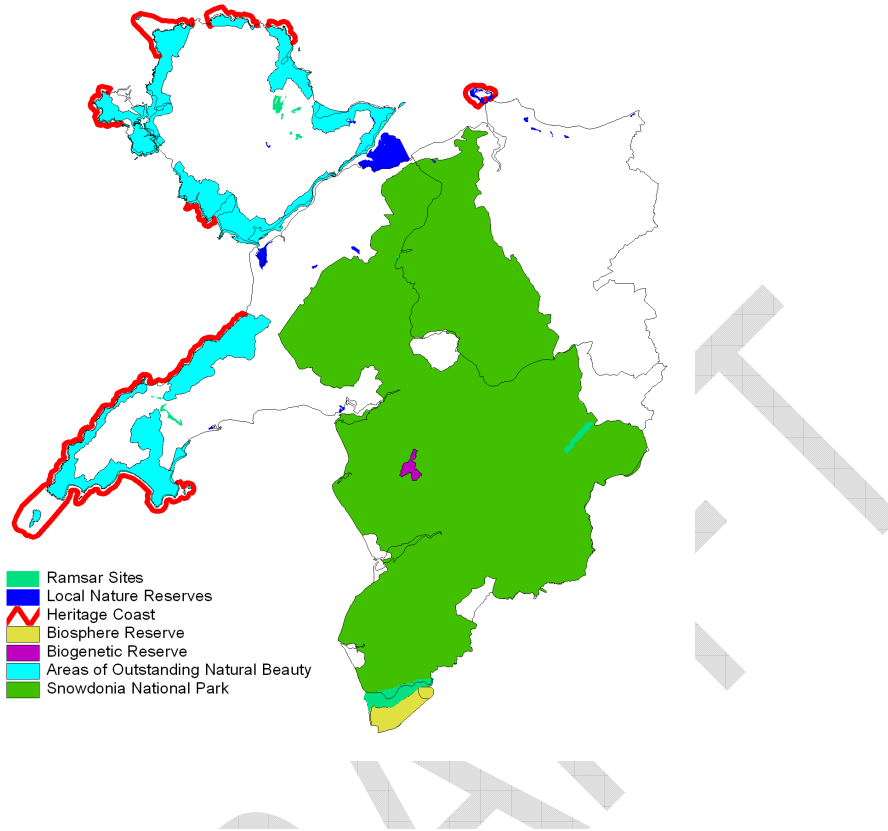 Ramsar Sites
Local Nature Reserves
Heritage Coast
Biosphere Reserve
Biogenetic Reserve
Areas of Outstanding Natural Beauty
Snowdonia National Park